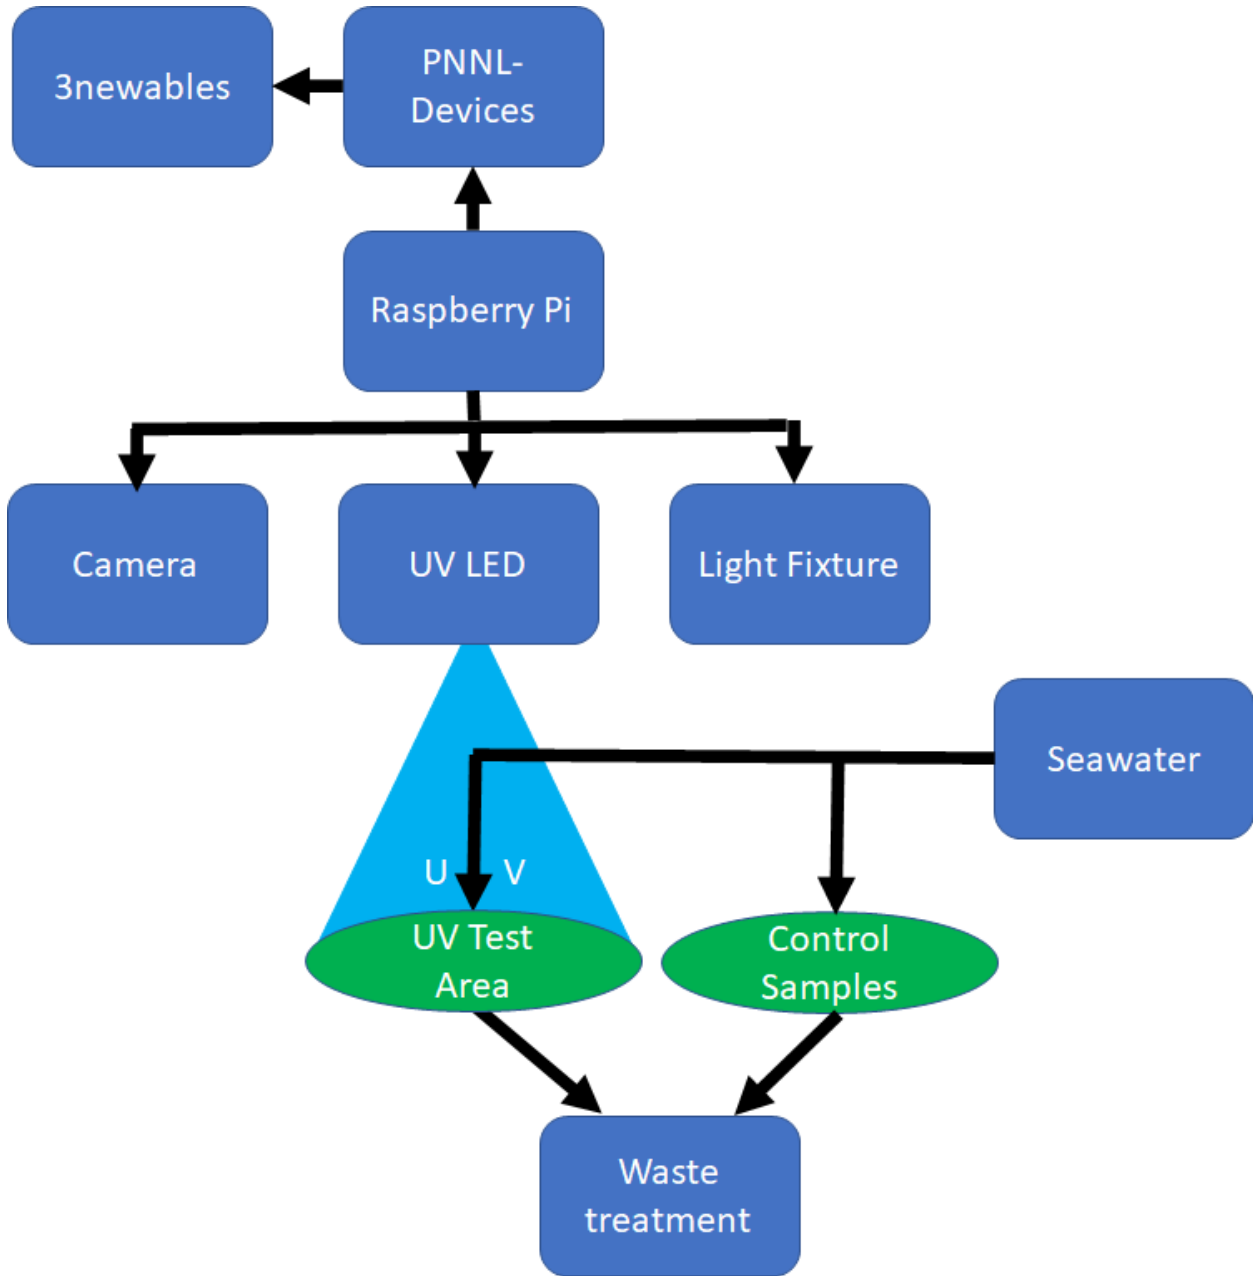 3newables
PNNL-
Devices
Raspberry Pi
Camera
UV LED
Light Fixture
Seawater
U V
UV Test
Area
Control
Samples
Waste
treatment